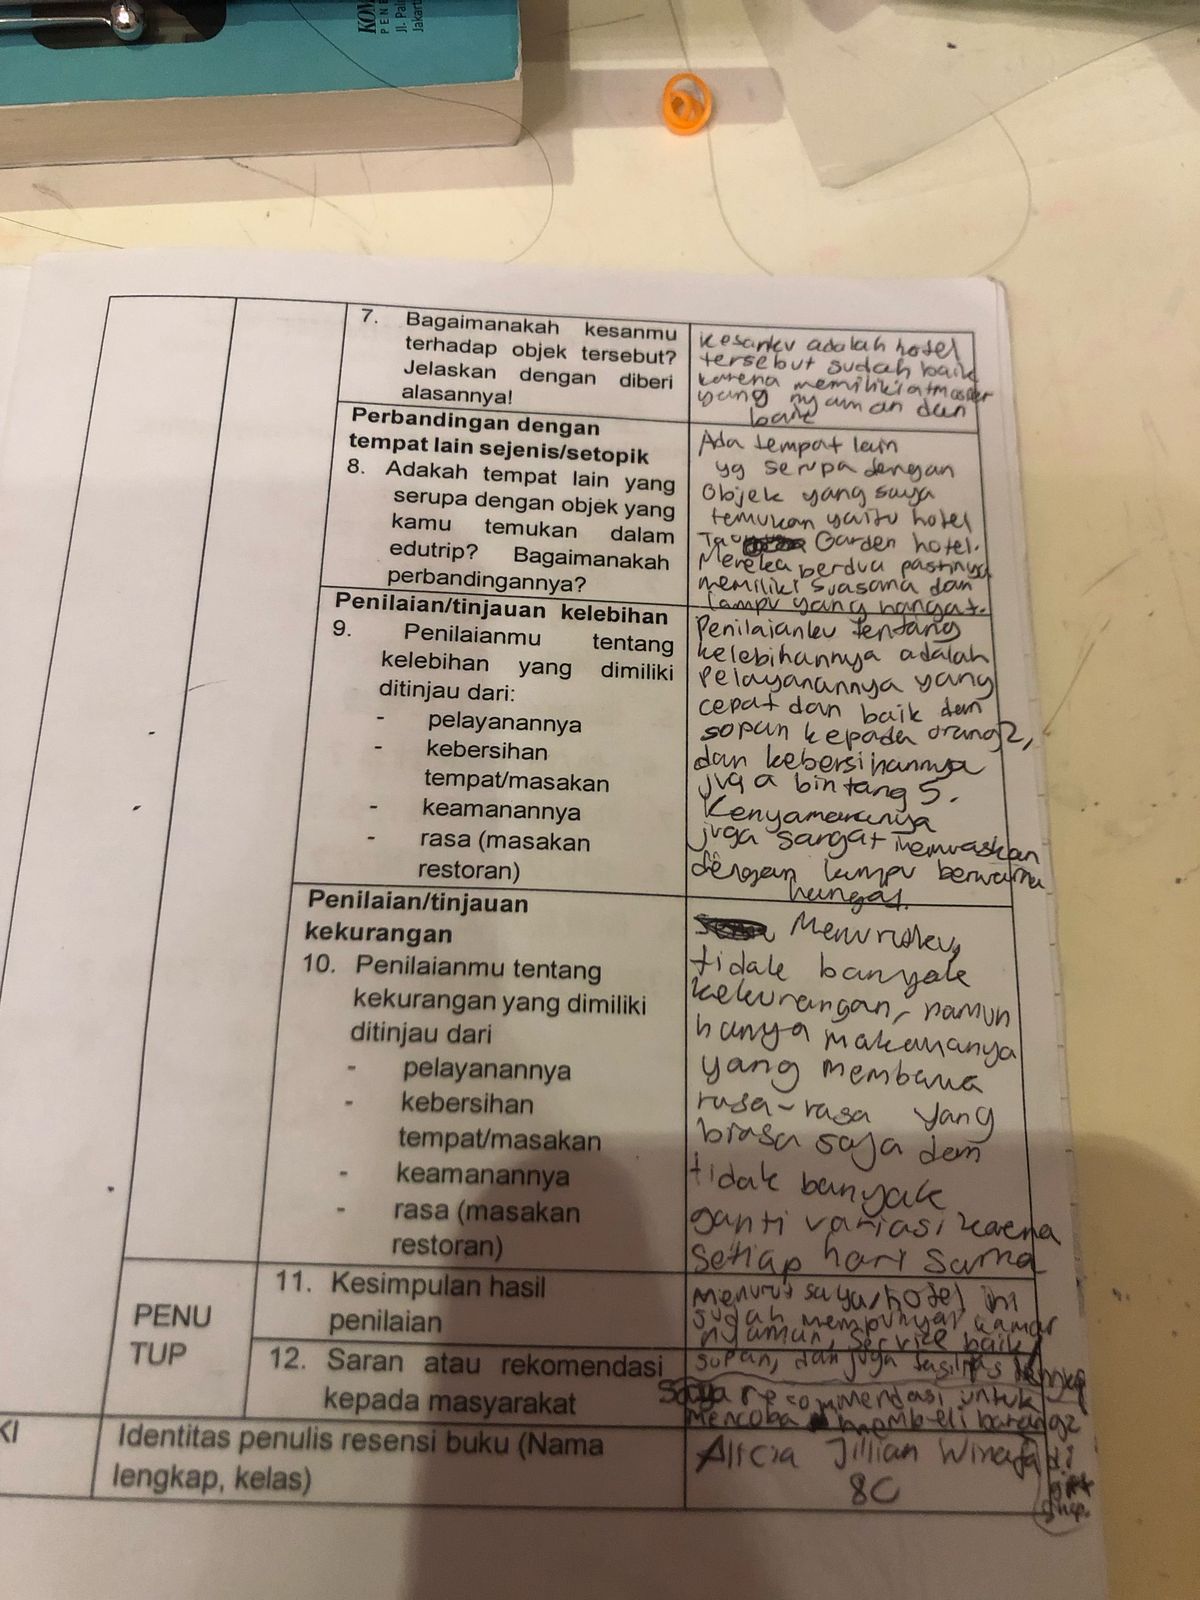 KOM
PENE
Jl. Pal
Jakart
7. Bagaimanakah kesanmu
terhadap objek tersebut?
Jelaskan dengan diberi
alasannya!
kesanku adalah hotel
tersebut sudah baik
karena memiliki atmosfer
yang nyaman dan
baik
Perbandingan dengan
tempat lain sejenis/setopik
8. Adakah tempat lain yang
serupa dengan objek yang
kamu temukan dalam
edutrip? Bagaimanakah
perbandingannya?
Ada tempat lain
yg serupa dengan
Objek yang saya
temukan yaitu hotel
Garden hotel.
Mereka berdua pastinya
memiliki suasana dan
lampu yang hangat.
Penilaian/tinjauan kelebihan
9. Penilaianmu tentang
kelebihan yang dimiliki
ditinjau dari:
- pelayanannya
- kebersihan
tempat/masakan
- keamanannya
- rasa (masakan
restoran)
Penilaianku tentang
kelebihannya adalah
Pelayanannya yang
cepat dan baik dan
sopan kepada orang2,
dan kebersihannya
juga bintang 5.
Kenyamananya
juga sangat memuaskan
dengan lampu berwarna
hangat.
Penilaian/tinjauan
kekurangan
10. Penilaianmu tentang
kekurangan yang dimiliki
ditinjau dari
- pelayanannya
- kebersihan
tempat/masakan
- keamanannya
- rasa (masakan
restoran)
Menurutku,
tidak banyak
kekurangan, namun
hanya makananya
yang membawa
rasa-rasa yang
biasa saja dan
tidak banyak
ganti variasi karena
setiap hari sama
PENU
TUP
11. Kesimpulan hasil
penilaian
Menurut saya, hotel ini
sudah mempunyai kamar
nyaman, service baik,
sopan, dan juga fasilitas lengkap
12. Saran atau rekomendasi
kepada masyarakat
Saya recommendasi untuk
mencoba membeli barang2
di
gift
shop.
KI
Identitas penulis resensi buku (Nama
lengkap, kelas)
Alicia Jillian Winata
8C